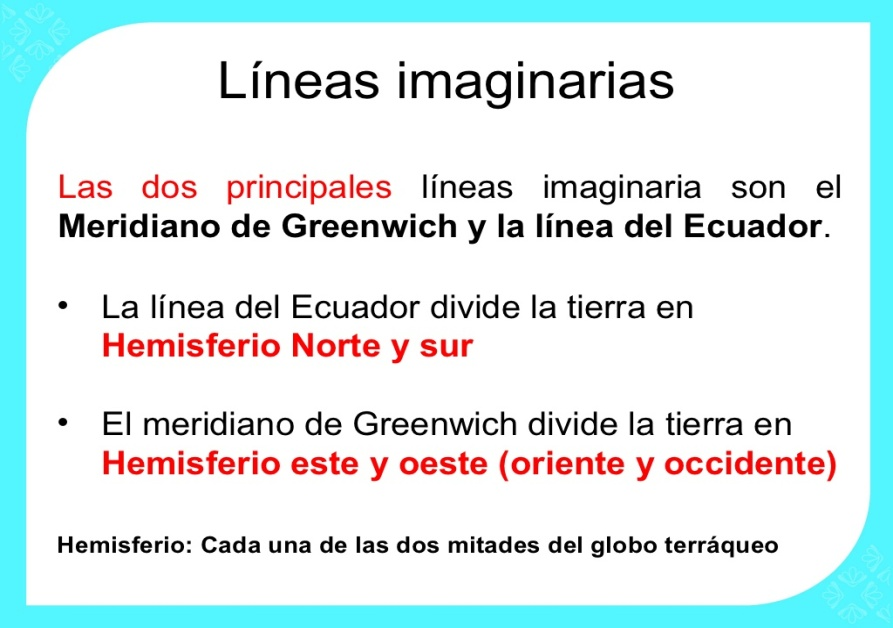 Líneas imaginarias
Las dos principales líneas imaginaria son el
Meridiano de Greenwich y la línea del Ecuador.
• La línea del Ecuador divide la tierra en
Hemisferio Norte y sur
• El meridiano de Greenwich divide la tierra en
Hemisferio este y oeste (oriente y occidente)
Hemisferio: Cada una de las dos mitades del globo terráqueo